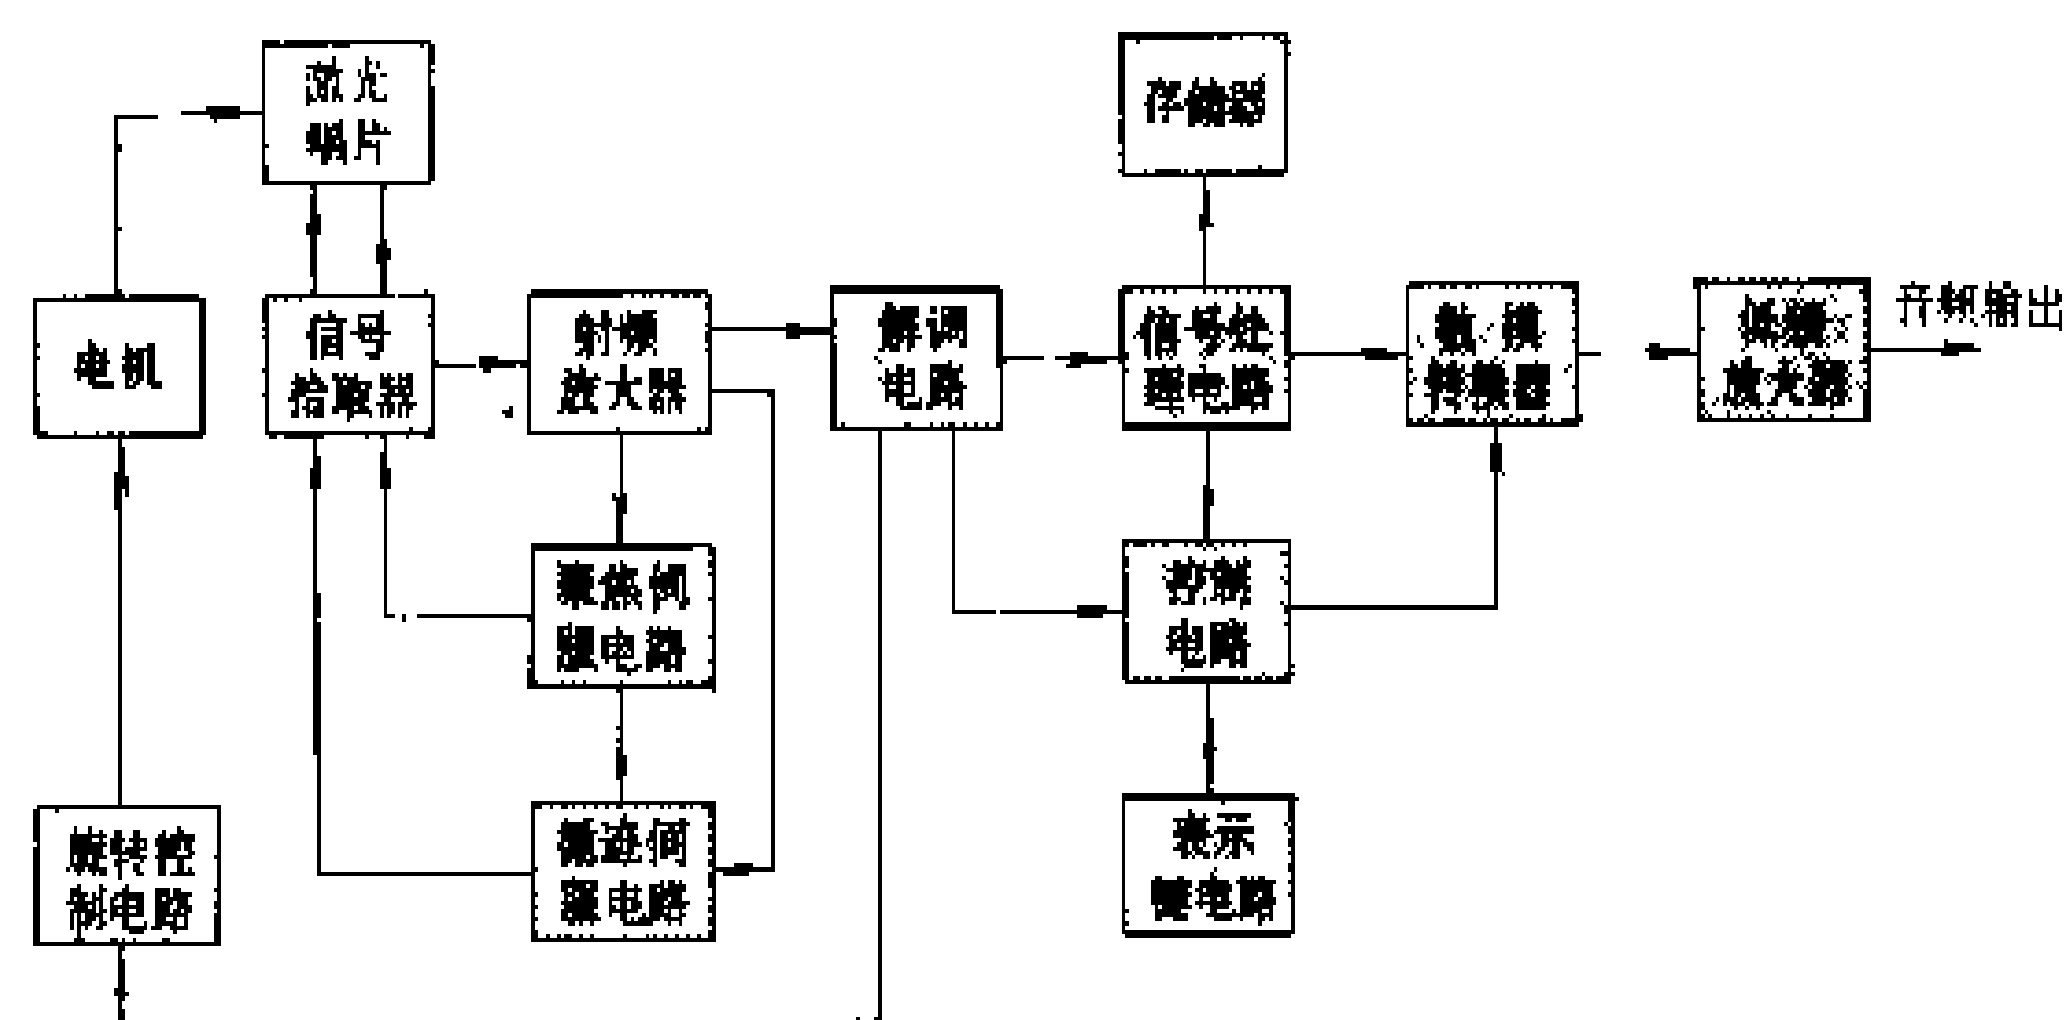 激光
唱片
存储器
电机
信号
拾取器
射频
放大器
解调
电路
信号处
理电路
数/模
转换器
低频
放大器
音频输出
聚焦伺
服电路
控制
电路
旋转控
制电路
循迹伺
服电路
表示
键电路